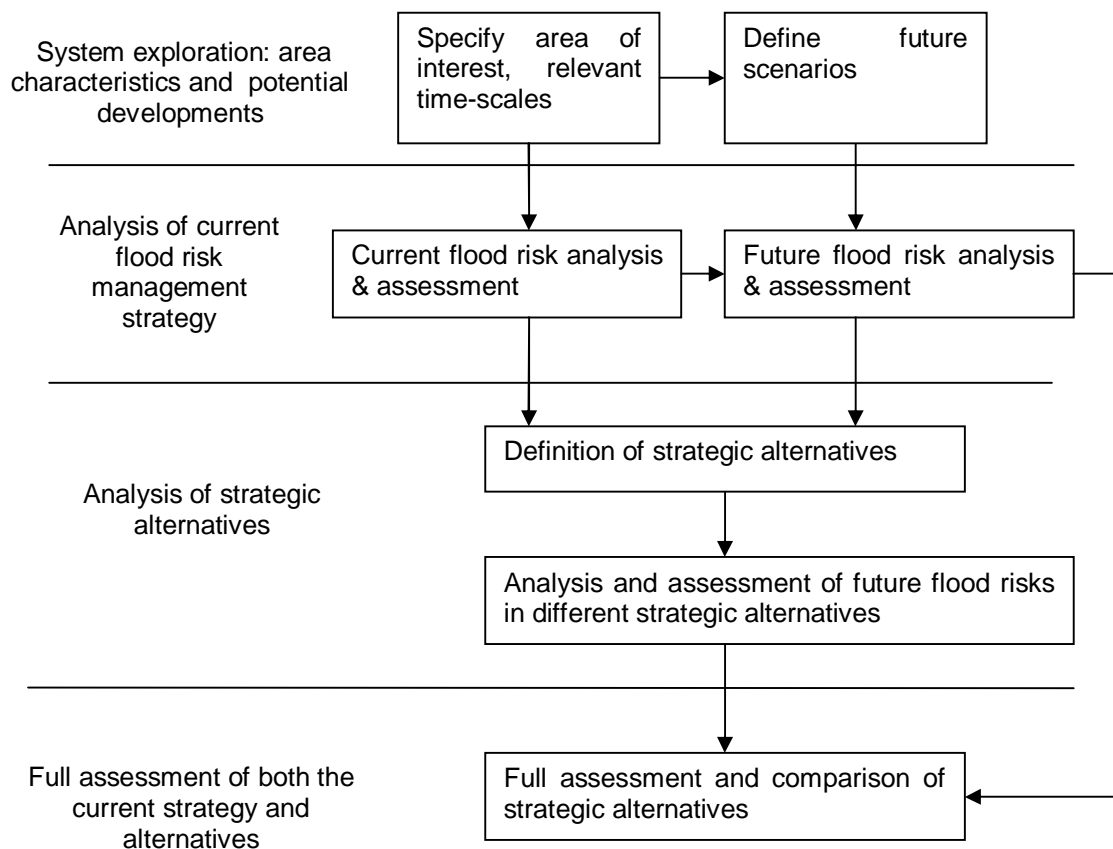 System exploration: area
characteristics and potential
developments
Specify area of
interest, relevant
time-scales
Define future
scenarios
Analysis of current
flood risk
management
strategy
Current flood risk analysis
& assessment
Future flood risk analysis
& assessment
Analysis of strategic
alternatives
Definition of strategic alternatives
Analysis and assessment of future flood risks
in different strategic alternatives
Full assessment of both the
current strategy and
alternatives
Full assessment and comparison of
strategic alternatives